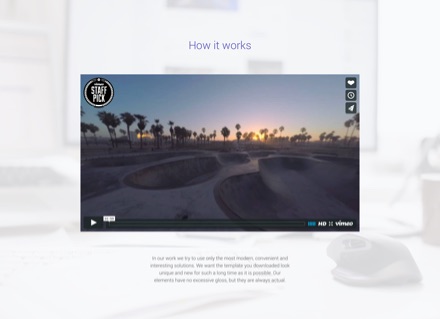 How it works
STAFF
PICK
HD
vimeo
In our work we try to use only the most modern, convenient and
interesting solutions. We want the template you downloaded look
unique and new for such a long time as it is possible. Our
elements have no excessive gloss, but they are always actual!